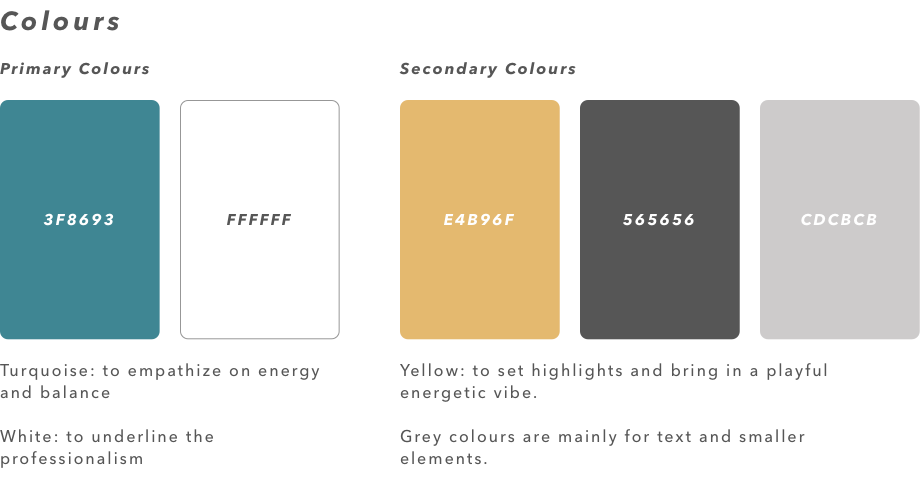 Colours
Primary Colours
Secondary Colours
3F8693
FFFFFF
E4B96F
565656
CDCBCB
Turquoise: to empathize on energy
and balance
White: to underline the
professionalism
Yellow: to set highlights and bring in a playful
energetic vibe.
Grey colours are mainly for text and smaller
elements.